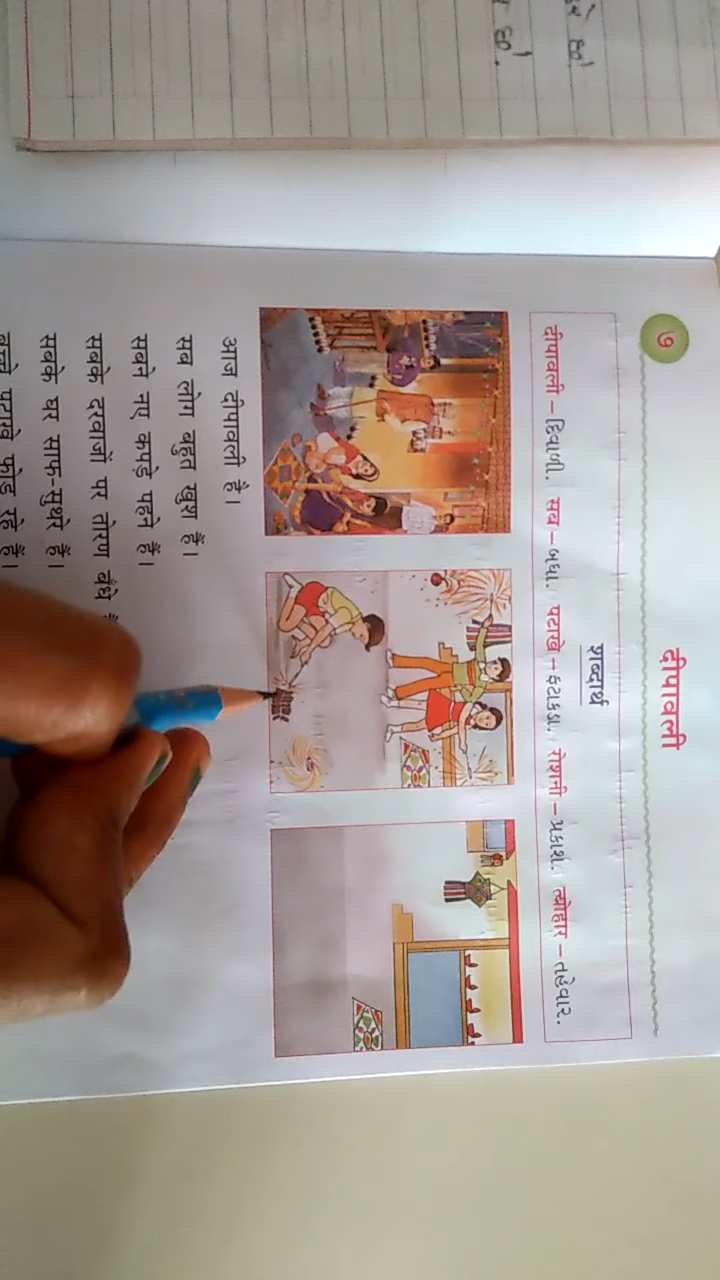 ७
दीपावली
शब्दार्थ
दीपावली – દિવાળી. सब – બધા. पटाखे – ફટાકડા. रोशनी – પ્રકાશ. त्योहार – તહેવાર.
आज दीपावली है।
सब लोग बहुत खुश हैं।
सबने नए कपड़े पहने हैं।
सबके दरवाजों पर तोरण बंधे
सबके घर साफ-सुथरे हैं।
बच्चे पटाखे फोड़ रहे हैं।